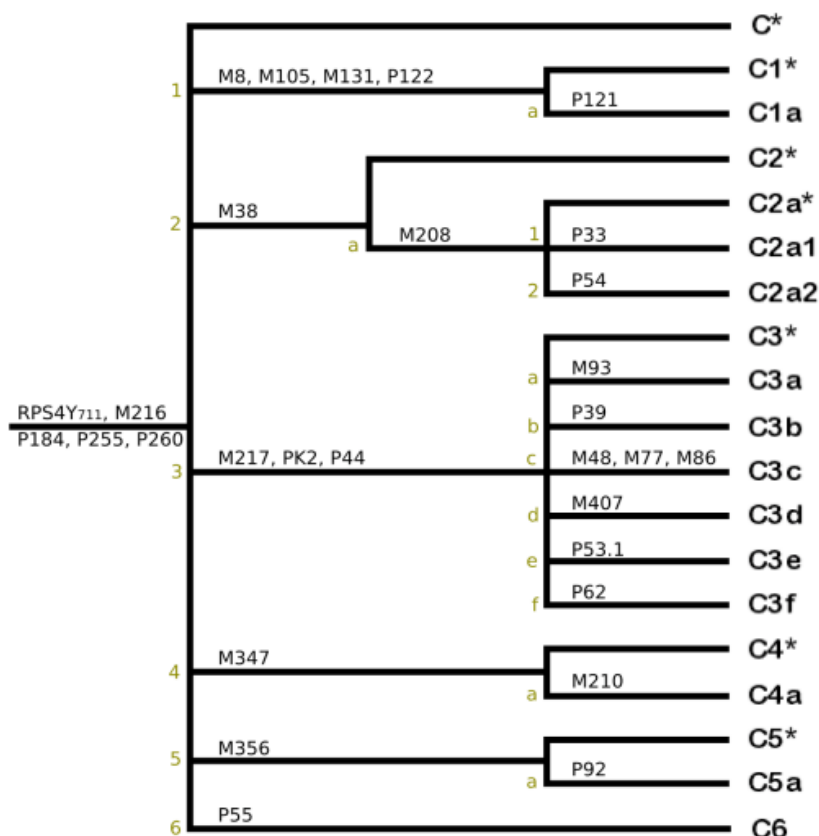 C*
M8, M105, M131, P122
C1*
1
P121
a
C1a
C2*
M38
C2a*
2
a
M208
1
P33
C2a1
P54
2
C2a2
C3*
M93
a
C3a
RPS4Y711, M216
P39
b
C3b
P184, P255, P260
M217, PK2, P44
c
M48, M77, M86
3
C3c
M407
d
C3d
P53.1
e
C3e
P62
f
C3f
C4*
M347
4
M210
a
C4a
C5*
M356
5
P92
a
C5a
P55
6
C6